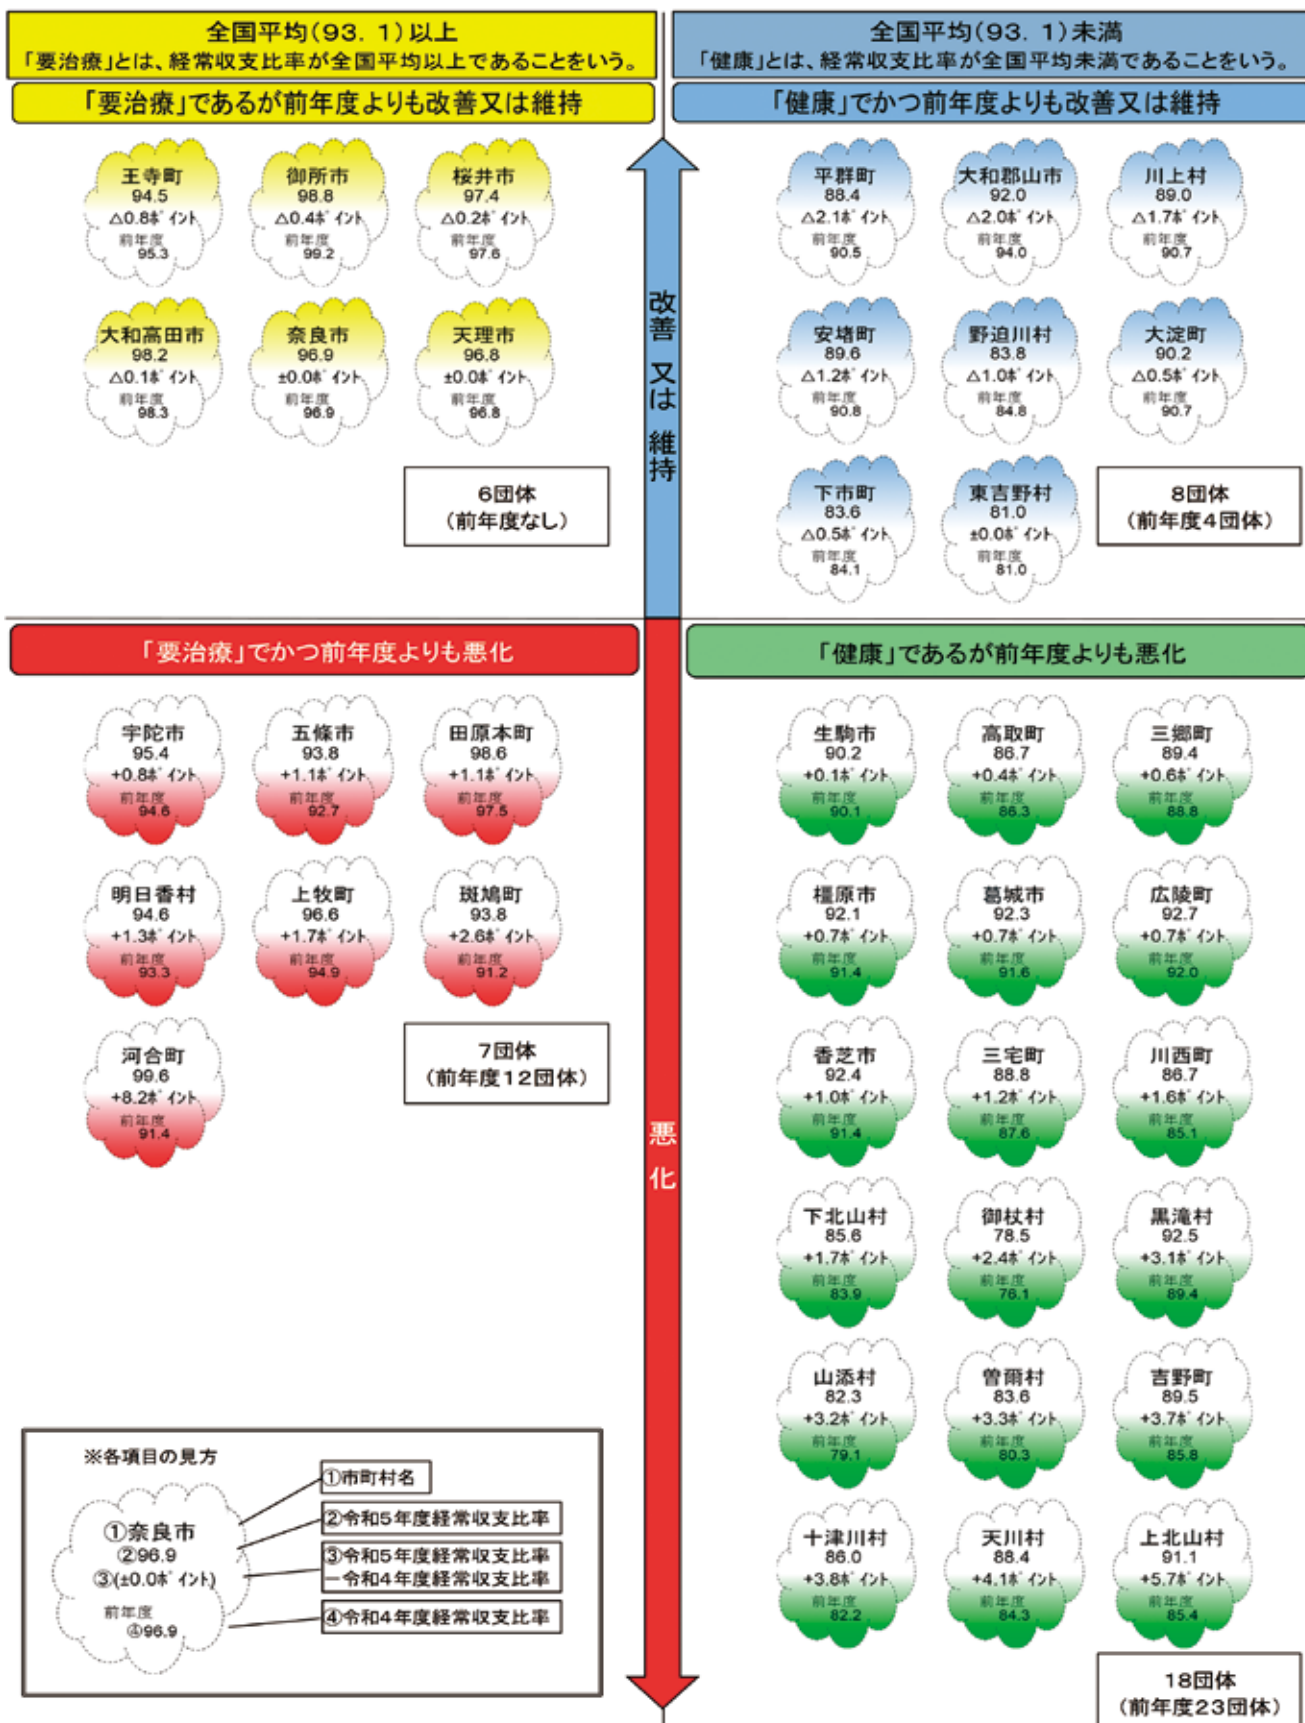 全国平均(93. 1)以上
「要治療」とは、経常収支比率が全国平均以上であることをいう。
「要治療」であるが前年度よりも改善又は維持
王寺町
94.5
△0.8ポイント
前年度
95.3
御所市
98.8
△0.4ポイント
前年度
99.2
桜井市
97.4
△0.2ポイント
前年度
97.6
大和高田市
98.2
△0.1ポイント
前年度
98.3
奈良市
96.9
±0.0ポイント
前年度
96.9
天理市
96.8
±0.0ポイント
前年度
96.8
6団体
(前年度なし)
全国平均(93. 1)未満
「健康」とは、経常収支比率が全国平均未満であることをいう。
「健康」でかつ前年度よりも改善又は維持
平群町
88.4
△2.1ポイント
前年度
90.5
大和郡山市
92.0
△2.0ポイント
前年度
94.0
川上村
89.0
△1.7ポイント
前年度
90.7
安堵町
89.6
△1.2ポイント
前年度
90.8
野迫川村
83.8
△1.0ポイント
前年度
84.8
大淀町
90.2
△0.5ポイント
前年度
90.7
下市町
83.6
△0.5ポイント
前年度
84.1
東吉野村
81.0
±0.0ポイント
前年度
81.0
8団体
(前年度4団体)
改善又は維持
悪化
「要治療」でかつ前年度よりも悪化
宇陀市
95.4
+0.8ポイント
前年度
94.6
五條市
93.8
+1.1ポイント
前年度
92.7
田原本町
98.6
+1.1ポイント
前年度
97.5
明日香村
94.6
+1.3ポイント
前年度
93.3
上牧町
96.6
+1.7ポイント
前年度
94.9
斑鳩町
93.8
+2.6ポイント
前年度
91.2
河合町
99.6
+8.2ポイント
前年度
91.4
7団体
(前年度12団体)
「健康」であるが前年度よりも悪化
生駒市
90.2
+0.1ポイント
前年度
90.1
高取町
86.7
+0.4ポイント
前年度
86.3
三郷町
89.4
+0.6ポイント
前年度
88.8
橿原市
92.1
+0.7ポイント
前年度
91.4
葛城市
92.3
+0.7ポイント
前年度
91.6
広陵町
92.7
+0.7ポイント
前年度
92.0
香芝市
92.4
+1.0ポイント
前年度
91.4
三宅町
88.8
+1.2ポイント
前年度
87.6
川西町
86.7
+1.6ポイント
前年度
85.1
下北山村
85.6
+1.7ポイント
前年度
83.9
御杖村
78.5
+2.4ポイント
前年度
76.1
黒滝村
92.5
+3.1ポイント
前年度
89.4
山添村
82.3
+3.2ポイント
前年度
79.1
曽爾村
83.6
+3.3ポイント
前年度
80.3
吉野町
89.5
+3.7ポイント
前年度
85.8
十津川村
86.0
+3.8ポイント
前年度
82.2
天川村
88.4
+4.1ポイント
前年度
84.3
上北山村
91.1
+5.7ポイント
前年度
85.4
18団体
(前年度23団体)
※各項目の見方
①奈良市
②96.9
③(±0.0ポイント)
前年度
④96.9
①市町村名
②令和5年度経常収支比率
③令和5年度経常収支比率
－令和4年度経常収支比率
④令和4年度経常収支比率